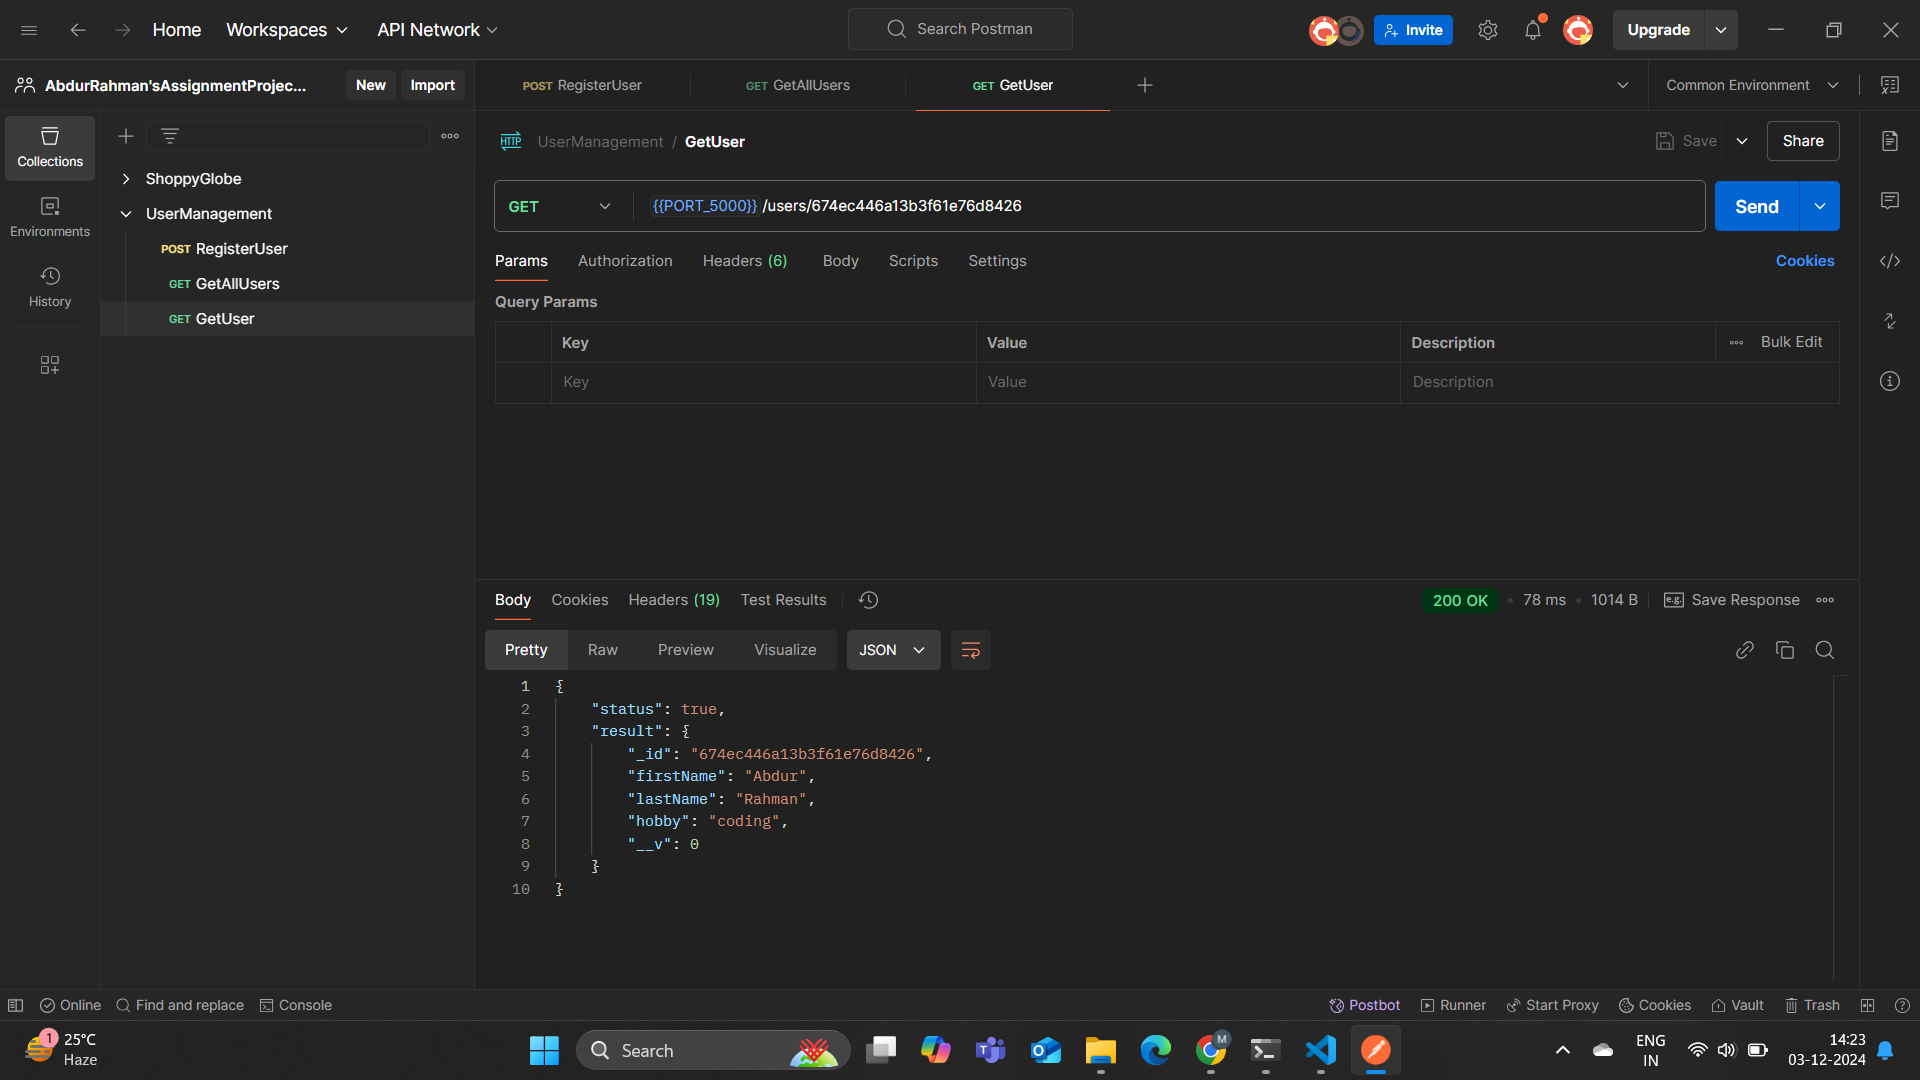 Home Workspaces API Network Search Postman Invite Upgrade
AbdurRahman'sAssignmentProjec... New Import POST RegisterUser GET GetAllUsers GET GetUser Common Environment
Collections
Environments
History
ShoppyGlobe
UserManagement
POST RegisterUser
GET GetAllUsers
GET GetUser
HTTP UserManagement / GetUser Save Share
GET {{PORT_5000}} /users/674ec446a13b3f61e76d8426 Send
Params Authorization Headers (6) Body Scripts Settings Cookies
Query Params
Key Value Description Bulk Edit
Key Value Description
Body Cookies Headers (19) Test Results 200 OK 78 ms 1014 B e.g. Save Response
Pretty Raw Preview Visualize JSON
1 {
2 "status": true,
3 "result": {
4 "_id": "674ec446a13b3f61e76d8426",
5 "firstName": "Abdur",
6 "lastName": "Rahman",
7 "hobby": "coding",
8 "__v": 0
9 }
10 }
Online Find and replace Console Postbot Runner Start Proxy Cookies Vault Trash
1 25°C
Haze
Search
M
ENG
IN
14:23
03-12-2024